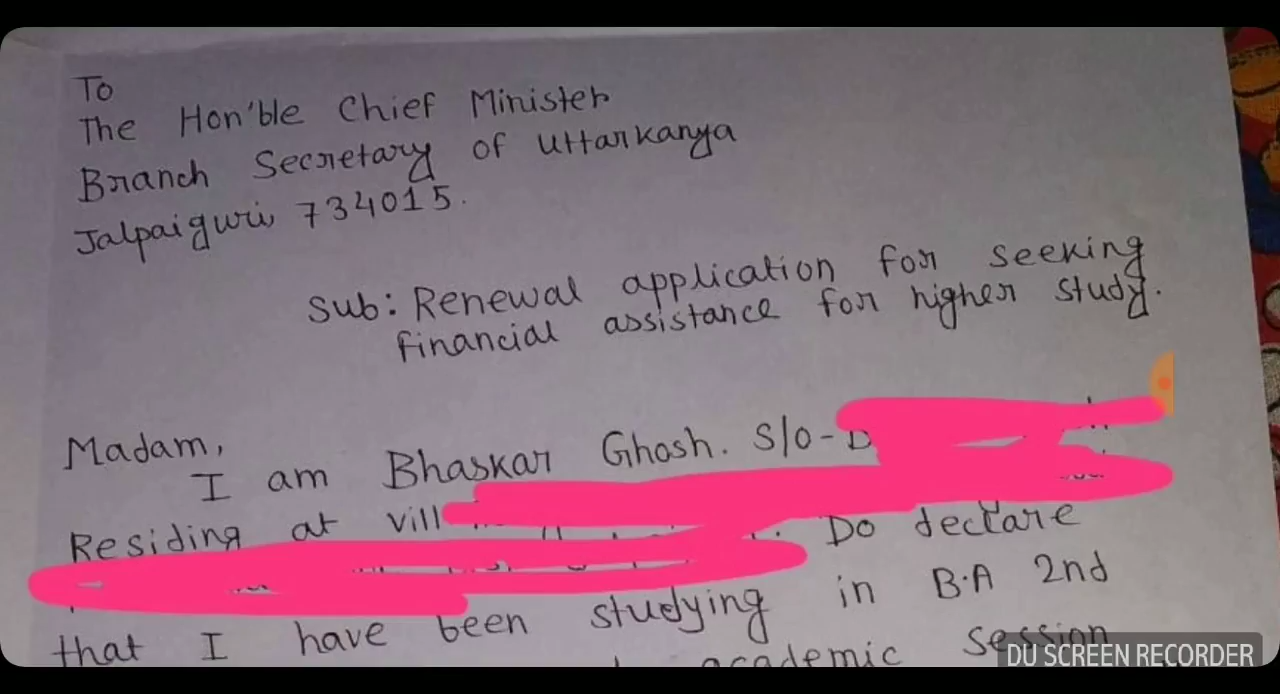 To
The Hon'ble Chief Minister
Branch Secretary of Uttarkanya
Jalpaiguri, 734015.
Sub: Renewal application for seeking
financial assistance for higher study.
Madam,
I am Bhaskar Ghosh. S/O-D
Residing at vill
Do declare
that I have been studying in B.A 2nd
academic session
DU SCREEN RECORDER